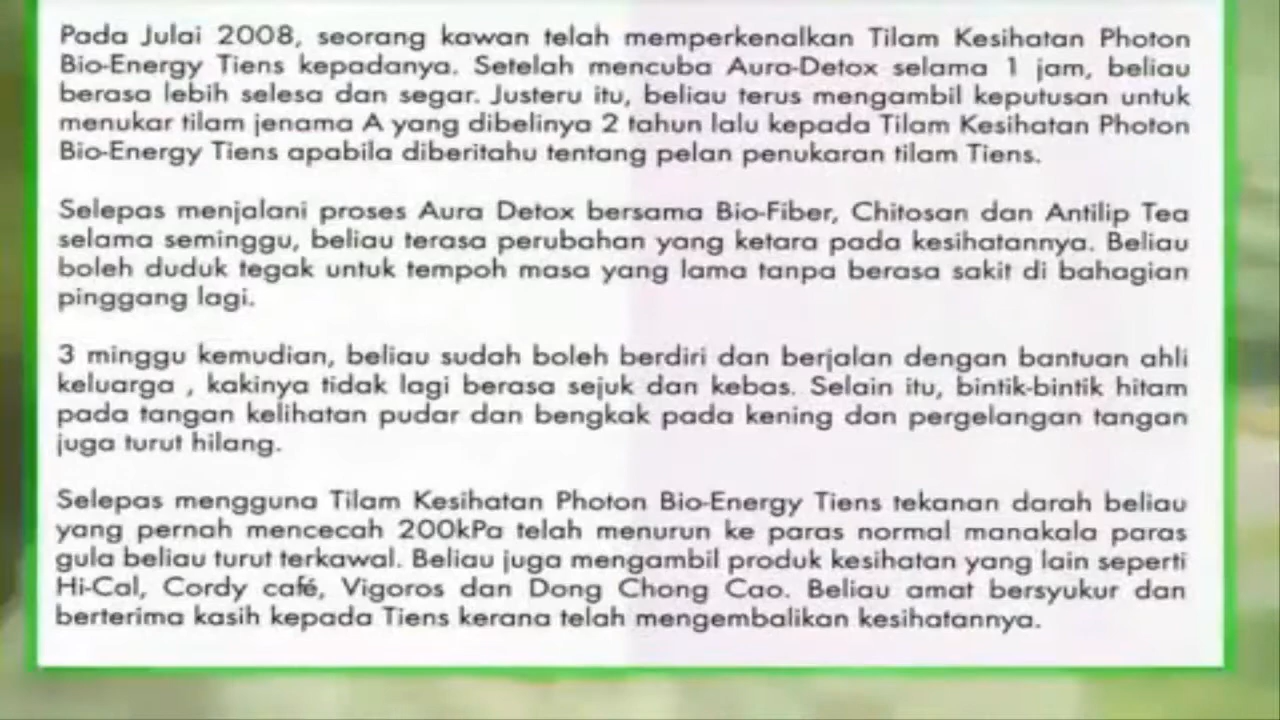 Pada Julai 2008, seorang kawan telah memperkenalkan Tilam Kesihatan Photon
Bio-Energy Tiens kepadanya. Setelah mencuba Aura-Detox selama 1 jam, beliau
berasa lebih selesa dan segar. Justeru itu, beliau terus mengambil keputusan untuk
menukar tilam jenama A yang dibelinya 2 tahun lalu kepada Tilam Kesihatan Photon
Bio-Energy Tiens apabila diberitahu tentang pelan penukaran tilam Tiens.
Selepas menjalani proses Aura Detox bersama Bio-Fiber, Chitosan dan Antilip Tea
selama seminggu, beliau terasa perubahan yang ketara pada kesihatannya. Beliau
boleh duduk tegak untuk tempoh masa yang lama tanpa berasa sakit di bahagian
pinggang lagi.
3 minggu kemudian, beliau sudah boleh berdiri dan berjalan dengan bantuan ahli
keluarga , kakinya tidak lagi berasa sejuk dan kebas. Selain itu, bintik-bintik hitam
pada tangan kelihatan pudar dan bengkak pada kening dan pergelangan tangan
juga turut hilang.
Selepas mengguna Tilam Kesihatan Photon Bio-Energy Tiens tekanan darah beliau
yang pernah mencecah 200kPa telah menurun ke paras normal manakala paras
gula beliau turut terkawal. Beliau juga mengambil produk kesihatan yang lain seperti
Hi-Cal, Cordy café, Vigoros dan Dong Chong Cao. Beliau amat bersyukur dan
berterima kasih kepada Tiens kerana telah mengembalikan kesihatannya.